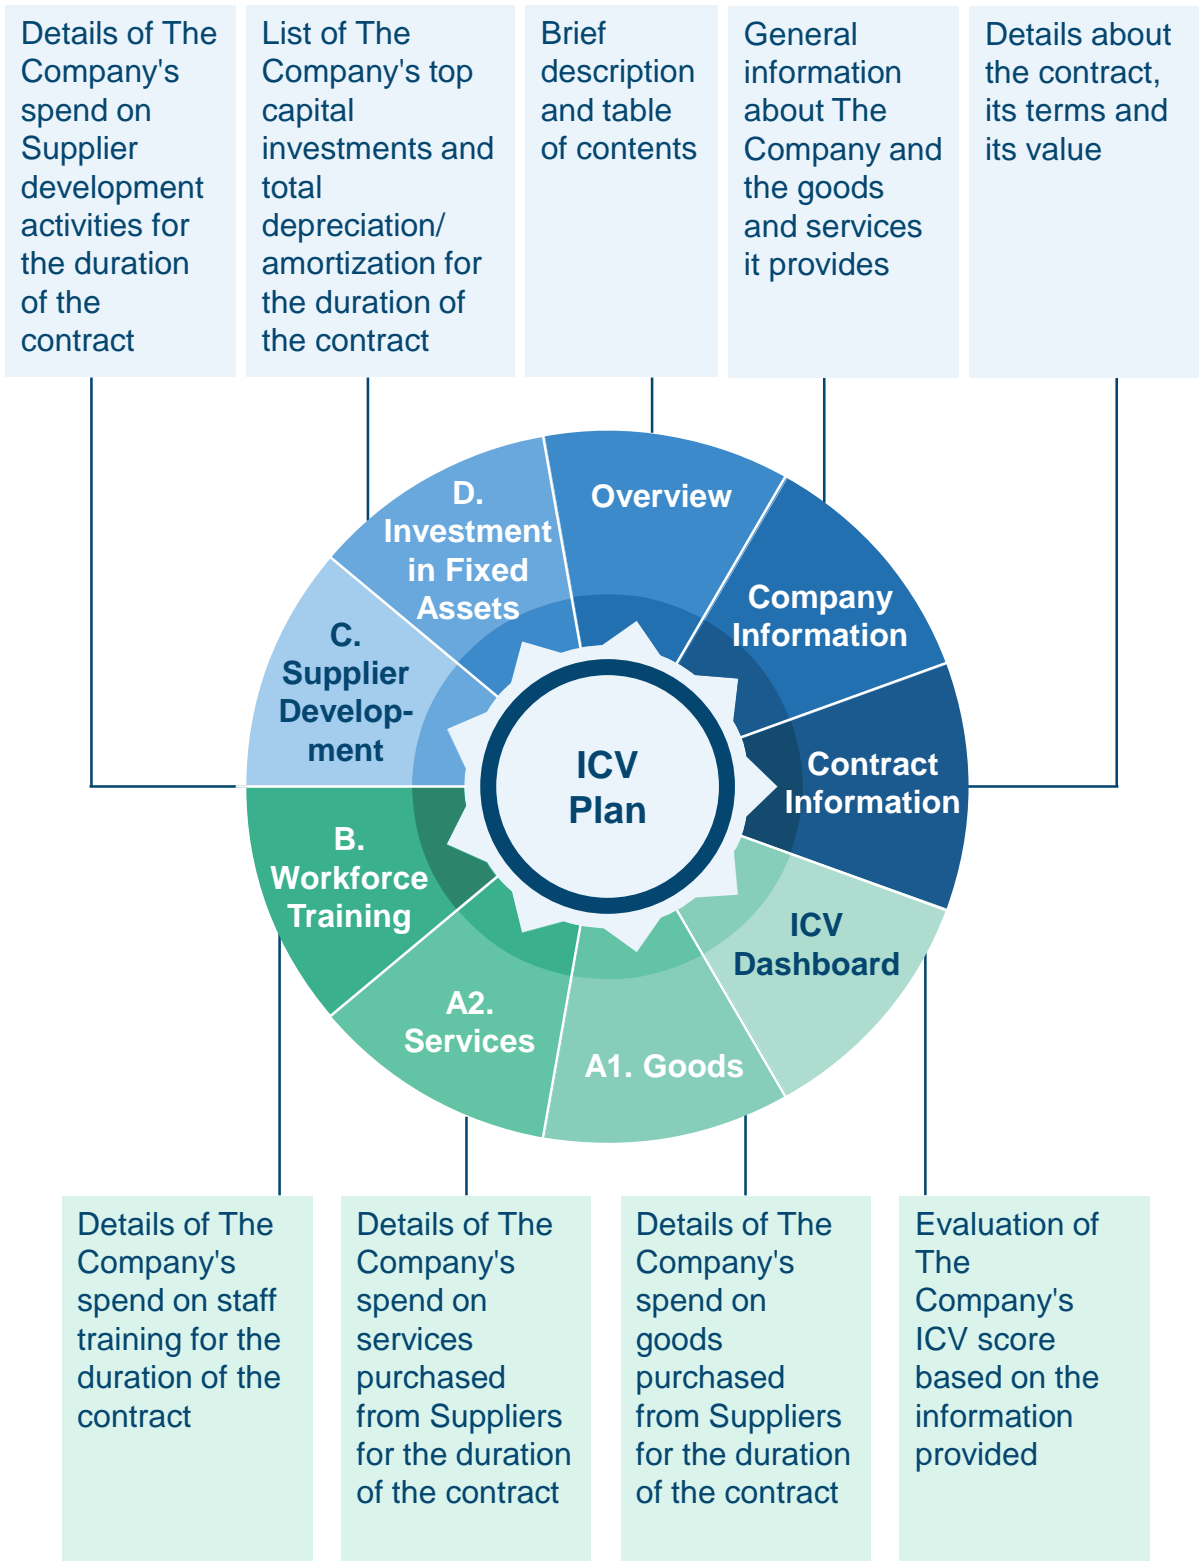 Details of The
Company's
spend on
Supplier
development
activities for
the duration
of the
contract
List of The
Company's top
capital
investments and
total
depreciation/
amortization for
the duration of
the contract
Brief
description
and table
of contents
General
information
about The
Company and
the goods
and services
it provides
Details about
the contract,
its terms and
its value
D.
Investment
in Fixed
Assets
Overview
Company
Information
C.
Supplier
Develop-
ment
ICV
Plan
Contract
Information
B.
Workforce
Training
ICV
Dashboard
A2.
Services
A1. Goods
Details of The
Company's
spend on staff
training for the
duration of the
contract
Details of The
Company's
spend on
services
purchased
from Suppliers
for the duration
of the contract
Details of The
Company's
spend on
goods
purchased
from Suppliers
for the duration
of the contract
Evaluation of
The
Company's
ICV score
based on the
information
provided